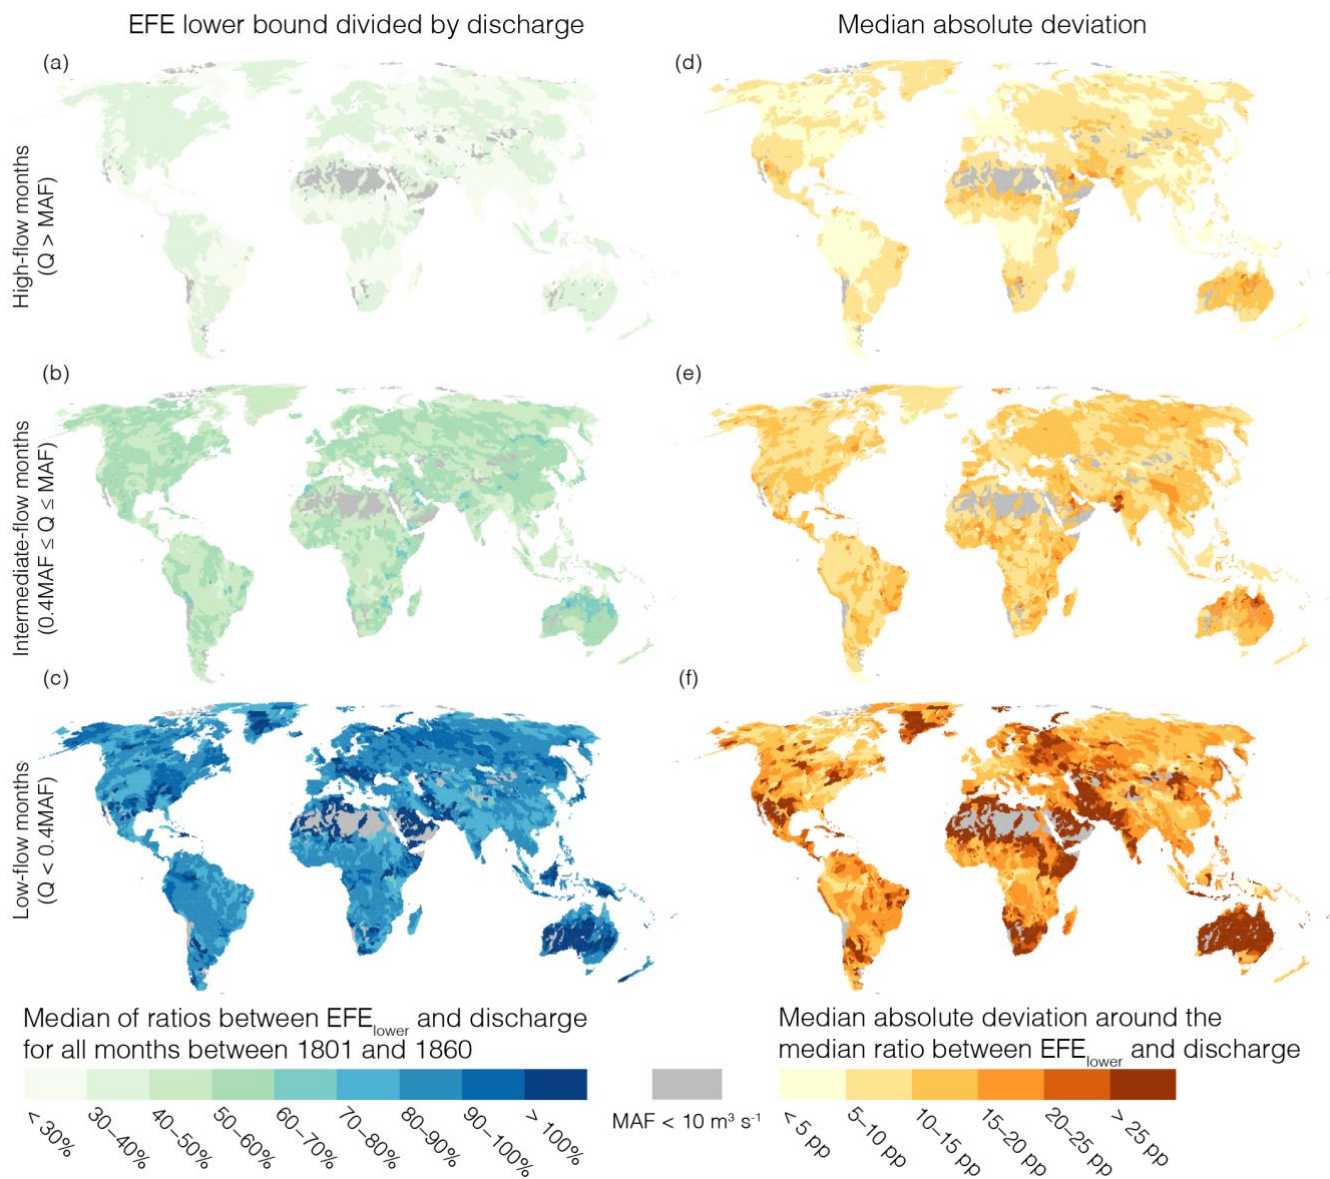 EFE lower bound divided by discharge
Median absolute deviation
(a)
(d)
High-flow months
(Q > MAF)
(b)
(e)
Intermediate-flow months
(0.4MAF ≤ Q ≤ MAF)
(c)
(f)
Low-flow months
(Q < 0.4MAF)
Median of ratios between EFElower and discharge
for all months between 1801 and 1860
< 30%
30–40%
40–50%
50–60%
60–70%
70–80%
80–90%
90–100%
> 100%
MAF < 10 m³ s⁻¹
Median absolute deviation around the
median ratio between EFElower and discharge
< 5 pp
5–10 pp
10–15 pp
15–20 pp
20–25 pp
> 25 pp